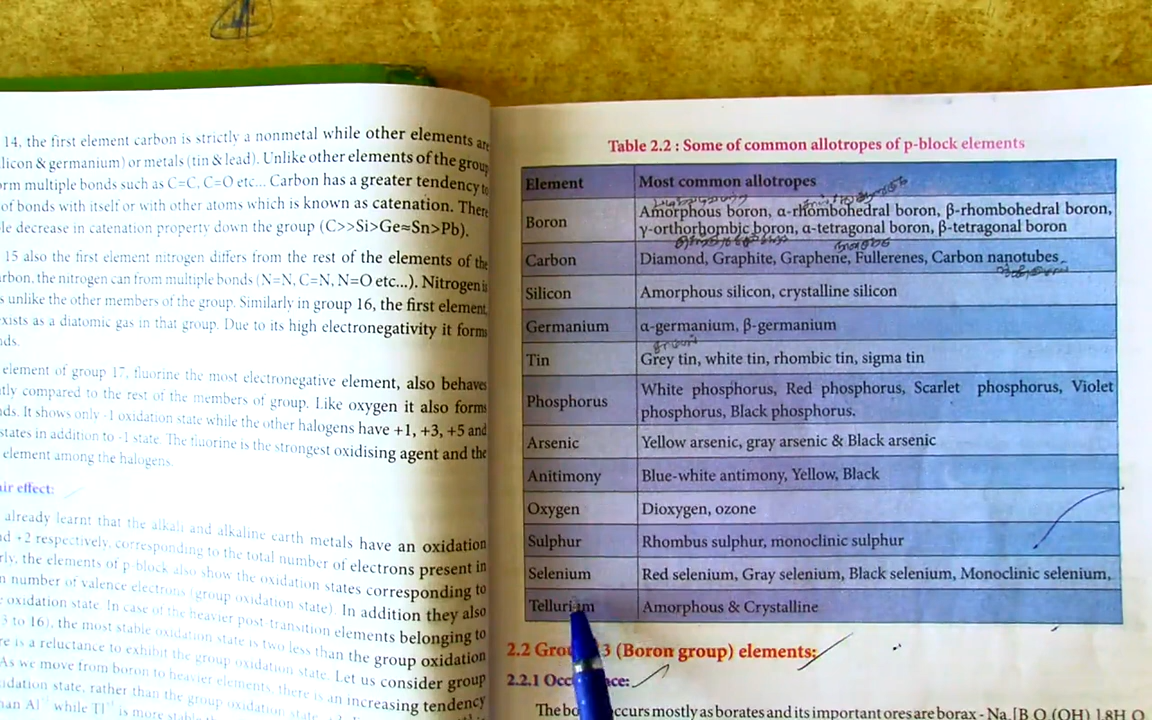 14, the first element carbon is strictly a nonmetal while other elements are
licon & germanium) or metals (tin & lead). Unlike other elements of the group
rm multiple bonds such as C=C, C=O etc... Carbon has a greater tendency to
of bonds with itself or with other atoms which is known as catenation. There
le decrease in catenation property down the group (C>>Si>Ge≈Sn>Pb).
15 also the first element nitrogen differs from the rest of the elements of the
rbon, the nitrogen can from multiple bonds (N=N, C=N, N=O etc...). Nitrogen is
s unlike the other members of the group. Similarly in group 16, the first element,
xists as a diatomic gas in that group. Due to its high electronegativity it forms
nds.
element of group 17, fluorine the most electronegative element, also behaves
tly compared to the rest of the members of group. Like oxygen it also forms
nds. It shows only -1 oxidation state while the other halogens have +1, +3, +5 and
states in addition to -1 state. The fluorine is the strongest oxidising agent and the
element among the halogens.
air effect:
already learnt that the alkali and alkaline earth metals have an oxidation
nd +2 respectively, corresponding to the total number of electrons present in
rly, the elements of p block also show the oxidation states corresponding to
n number of valence electrons (group oxidation state). In addition they also
oxidation state. In case of the heavier post-transition elements belonging to
3 to 16), the most stable oxidation state is two less than the group oxidation
re is a reluctance to exhibit the group oxidation state. Let us consider group
As we move from boron to heavier elements, there is an increasing tendency
idation state, rather than the group oxidation state
han Al while Tl is more stable
Table 2.2 : Some of common allotropes of p-block elements
Element Most common allotropes
Boron Amorphous boron, α-rhombohedral boron, β-rhombohedral boron,
γ-orthorhombic boron, α-tetragonal boron, β-tetragonal boron
Carbon Diamond, Graphite, Graphene, Fullerenes, Carbon nanotubes
Silicon Amorphous silicon, crystalline silicon
Germanium α-germanium, β-germanium
Tin Grey tin, white tin, rhombic tin, sigma tin
Phosphorus White phosphorus, Red phosphorus, Scarlet phosphorus, Violet
phosphorus, Black phosphorus.
Arsenic Yellow arsenic, gray arsenic & Black arsenic
Anitimony Blue-white antimony, Yellow, Black
Oxygen Dioxygen, ozone
Sulphur Rhombus sulphur, monoclinic sulphur
Selenium Red selenium, Gray selenium, Black selenium, Monoclinic selenium,
Tellurium Amorphous & Crystalline
2.2 Gro 3 (Boron group) elements:
2.2.1 Occ ce:
The bo ccurs mostly as borates and its important ores are borax - Na